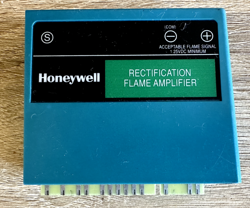 (COM)
S
− +
ACCEPTABLE FLAME SIGNAL
1.25VDC MINIMUM
Honeywell
RECTIFICATION
FLAME AMPLIFIER